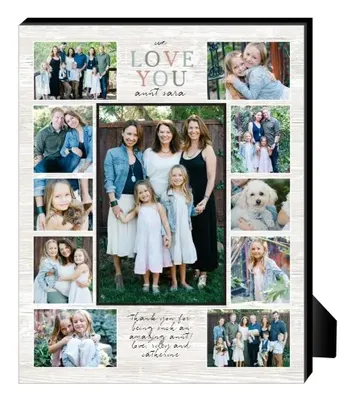 we
LOVE
YOU
aunt sara
Thank you for
being such an
amazing aunt!
love, riley and
catherine